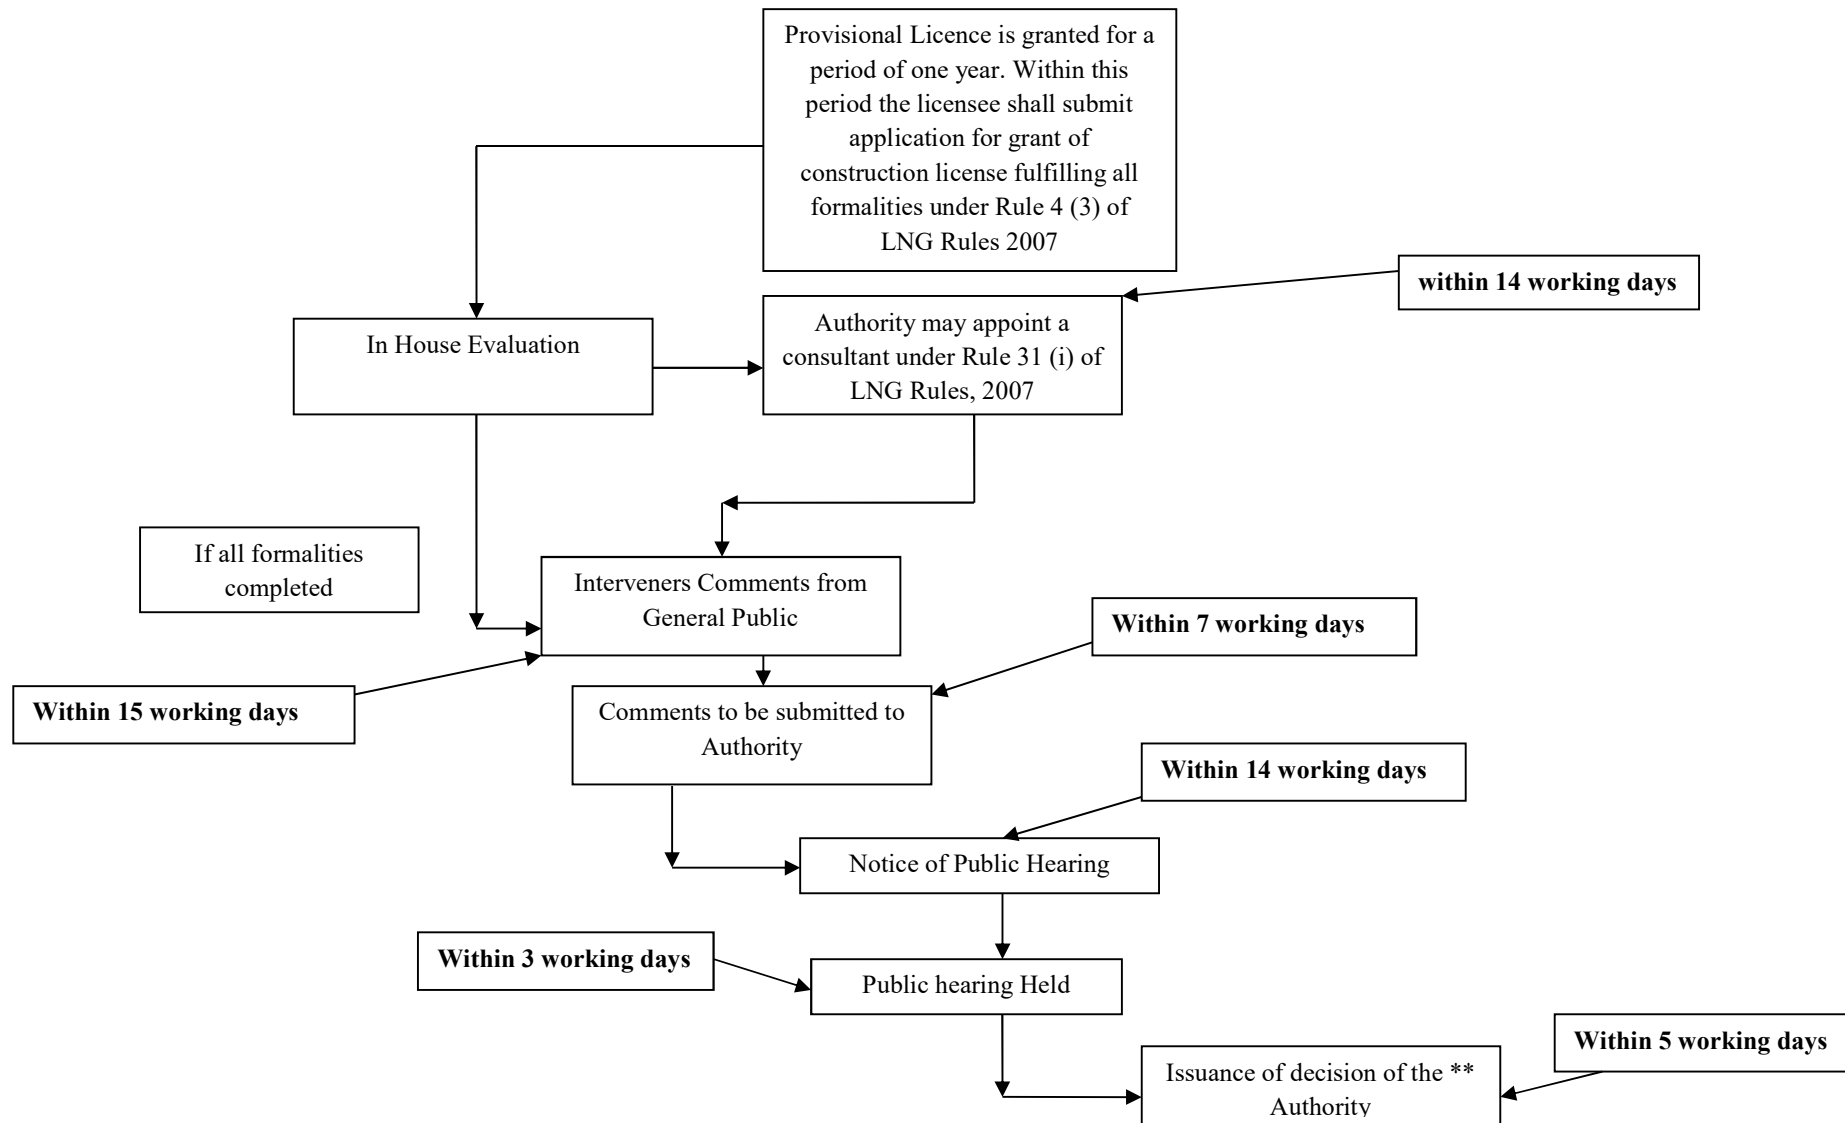 Provisional Licence is granted for a
period of one year. Within this
period the licensee shall submit
application for grant of
construction license fulfilling all
formalities under Rule 4 (3) of
LNG Rules 2007
within 14 working days
In House Evaluation
Authority may appoint a
consultant under Rule 31 (i) of
LNG Rules, 2007
If all formalities
completed
Interveners Comments from
General Public
Within 7 working days
Within 15 working days
Comments to be submitted to
Authority
Within 14 working days
Notice of Public Hearing
Within 3 working days
Public hearing Held
Within 5 working days
Issuance of decision of the **
Authority